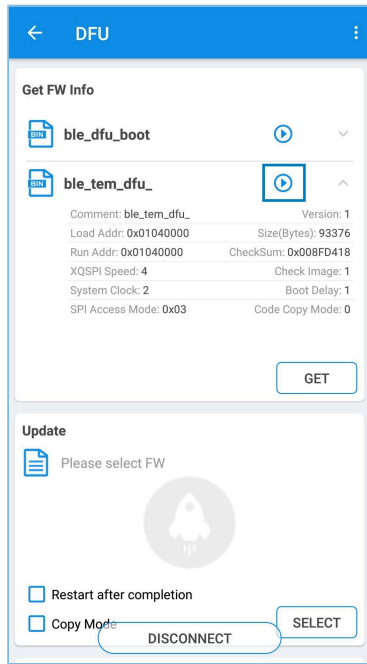 DFU
Get FW Info
BIN ble_dfu_boot
BIN ble_tem_dfu_
Comment: ble_tem_dfu_ Version: 1
Load Addr: 0x01040000 Size(Bytes): 93376
Run Addr: 0x01040000 CheckSum: 0x008FD418
XQSPI Speed: 4 Check Image: 1
System Clock: 2 Boot Delay: 1
SPI Access Mode: 0x03 Code Copy Mode: 0
GET
Update
Please select FW
Restart after completion
Copy Mode
SELECT
DISCONNECT